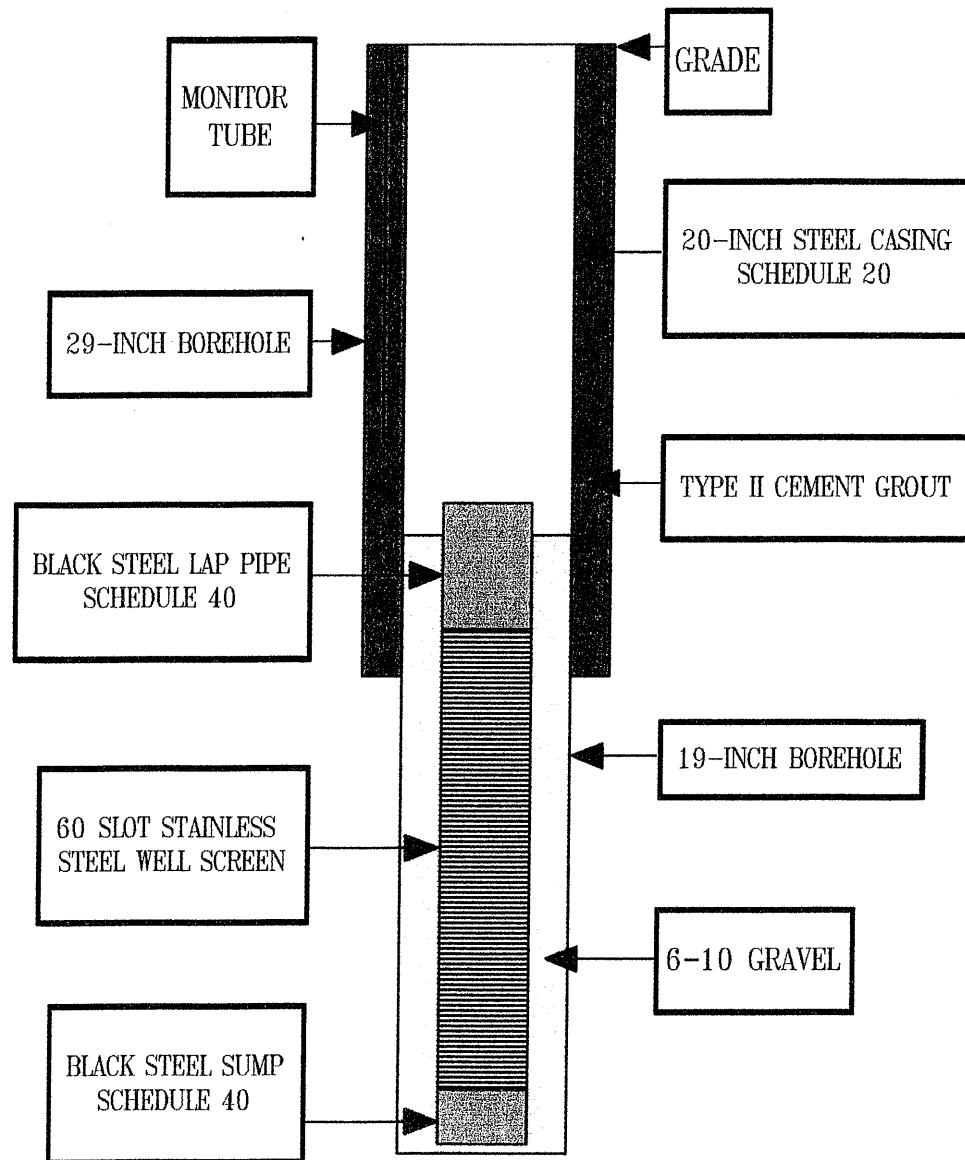 GRADE
MONITOR
TUBE
20-INCH STEEL CASING
SCHEDULE 20
29-INCH BOREHOLE
TYPE II CEMENT GROUT
BLACK STEEL LAP PIPE
SCHEDULE 40
19-INCH BOREHOLE
60 SLOT STAINLESS
STEEL WELL SCREEN
6-10 GRAVEL
BLACK STEEL SUMP
SCHEDULE 40